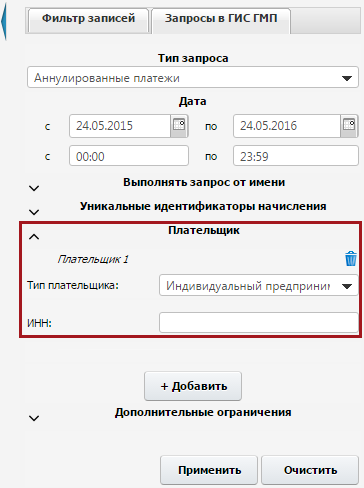 Фильтр записей Запросы в ГИС ГМП
Тип запроса
Аннулированные платежи
Дата
с 24.05.2015 по 24.05.2016
с 00:00 по 23:59
Выполнять запрос от имени
Уникальные идентификаторы начисления
Плательщик
Плательщик 1
Тип плательщика: Индивидуальный предприним
ИНН:
+ Добавить
Дополнительные ограничения
Применить Очистить